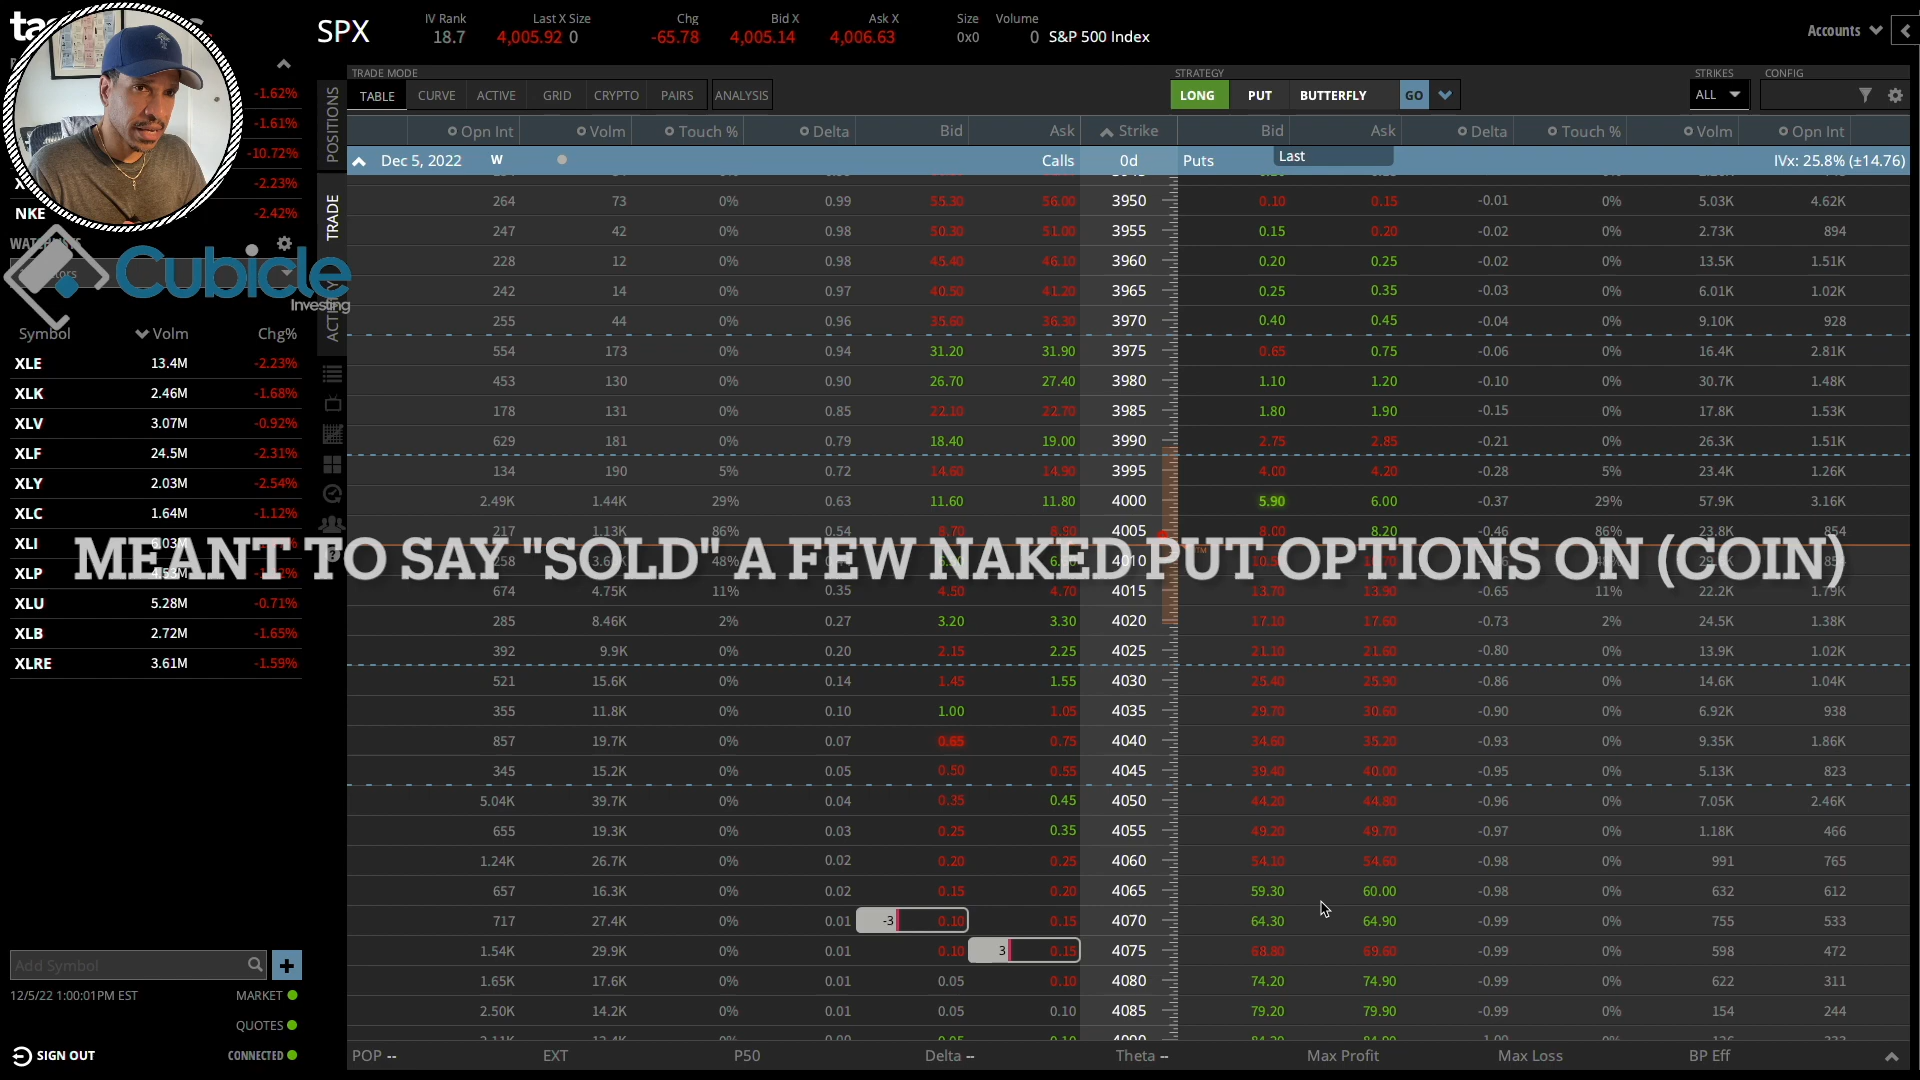 SPX
IV Rank Last X Size Chg Bid X Ask X Size Volume
18.7 4,005.92 0 -65.78 4,005.14 4,006.63 0x0 0 S&P 500 Index
Accounts
TRADE MODE STRATEGY STRIKES CONFIG
TABLE CURVE ACTIVE GRID CRYPTO PAIRS ANALYSIS LONG PUT BUTTERFLY GO ALL
Opn Int Volm Touch % Delta Bid Ask Strike Bid Ask Delta Touch % Volm Opn Int
Dec 5, 2022 W Calls 0d Puts Last IVx: 25.8% (±14.76)
264 73 0% 0.99 55.30 56.00 3950 0.10 0.15 -0.01 0% 5.03K 4.62K
247 42 0% 0.98 50.30 51.00 3955 0.15 0.20 -0.02 0% 2.73K 894
228 12 0% 0.98 45.40 46.10 3960 0.20 0.25 -0.02 0% 13.5K 1.51K
242 14 0% 0.97 40.50 41.20 3965 0.25 0.35 -0.03 0% 6.01K 1.02K
255 44 0% 0.96 35.60 36.30 3970 0.40 0.45 -0.04 0% 9.10K 928
554 173 0% 0.94 31.20 31.90 3975 0.65 0.75 -0.06 0% 16.4K 2.81K
453 130 0% 0.90 26.70 27.40 3980 1.10 1.20 -0.10 0% 30.7K 1.48K
178 131 0% 0.85 22.10 22.70 3985 1.80 1.90 -0.15 0% 17.8K 1.53K
629 181 0% 0.79 18.40 19.00 3990 2.75 2.85 -0.21 0% 26.3K 1.51K
134 190 5% 0.72 14.60 14.90 3995 4.00 4.20 -0.28 5% 23.4K 1.26K
2.49K 1.44K 29% 0.63 11.60 11.80 4000 5.90 6.00 -0.37 29% 57.9K 3.16K
217 1.13K 86% 0.54 8.70 8.90 4005 8.00 8.20 -0.46 86% 23.8K 854
MEANT TO SAY "SOLD" A FEW NAKED PUT OPTIONS ON (COIN)
258 48% 4010
674 4.75K 11% 0.35 4.50 4.70 4015 13.70 13.90 -0.65 11% 22.2K 1.79K
285 8.46K 2% 0.27 3.20 3.30 4020 17.10 17.60 -0.73 2% 24.5K 1.38K
392 9.9K 0% 0.20 2.15 2.25 4025 21.10 21.60 -0.80 0% 13.9K 1.02K
521 15.6K 0% 0.14 1.45 1.55 4030 25.40 25.90 -0.86 0% 14.6K 1.04K
355 11.8K 0% 0.10 1.00 1.05 4035 29.70 30.60 -0.90 0% 6.92K 938
857 19.7K 0% 0.07 0.65 0.75 4040 34.60 35.20 -0.93 0% 9.35K 1.86K
345 15.2K 0% 0.05 0.50 0.55 4045 39.40 40.00 -0.95 0% 5.13K 823
5.04K 39.7K 0% 0.04 0.35 0.45 4050 44.20 44.80 -0.96 0% 7.05K 2.46K
655 19.3K 0% 0.03 0.25 0.35 4055 49.20 49.70 -0.97 0% 1.18K 466
1.24K 26.7K 0% 0.02 0.20 0.25 4060 54.10 54.60 -0.98 0% 991 765
657 16.3K 0% 0.02 0.15 0.20 4065 59.30 60.00 -0.98 0% 632 612
717 27.4K 0% 0.01 -3 0.10 0.15 4070 64.30 64.90 -0.99 0% 755 533
1.54K 29.9K 0% 0.01 0.10 3 0.15 4075 68.80 69.60 -0.99 0% 598 472
1.65K 17.6K 0% 0.01 0.05 0.10 4080 74.20 74.90 -0.99 0% 622 311
2.50K 14.2K 0% 0.01 0.05 0.10 4085 79.20 79.90 -0.99 0% 154 244
POP -- EXT P50 Delta -- Theta -- Max Profit Max Loss BP Eff
POSITIONS
TRADE
-1.62%
-1.61%
-10.72%
-2.23%
NKE -2.42%
Cubicle
Investing
Symbol Volm Chg%
XLE 13.4M -2.23%
XLK 2.46M -1.68%
XLV 3.07M -0.92%
XLF 24.5M -2.31%
XLY 2.03M -2.54%
XLC 1.64M -1.12%
XLI 6.03M
XLP 4.53M
XLU 5.28M -0.71%
XLB 2.72M -1.65%
XLRE 3.61M -1.59%
Add Symbol
12/5/22 1:00:01PM EST MARKET
QUOTES
SIGN OUT CONNECTED